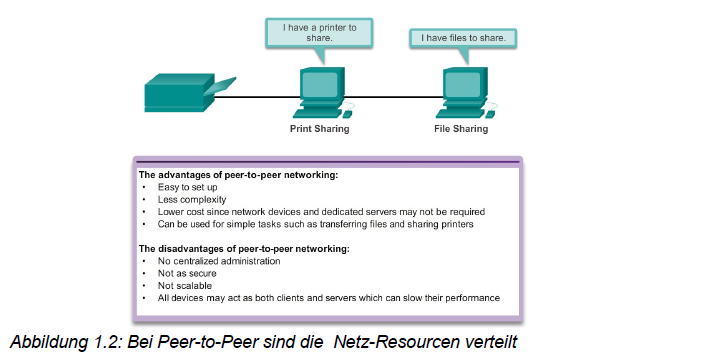 I have a printer to
share.
I have files to share.
Print Sharing
File Sharing
The advantages of peer-to-peer networking:
• Easy to set up
• Less complexity
• Lower cost since network devices and dedicated servers may not be required
• Can be used for simple tasks such as transferring files and sharing printers
The disadvantages of peer-to-peer networking:
• No centralized administration
• Not as secure
• Not scalable
• All devices may act as both clients and servers which can slow their performance
Abbildung 1.2: Bei Peer-to-Peer sind die Netz-Resourcen verteilt